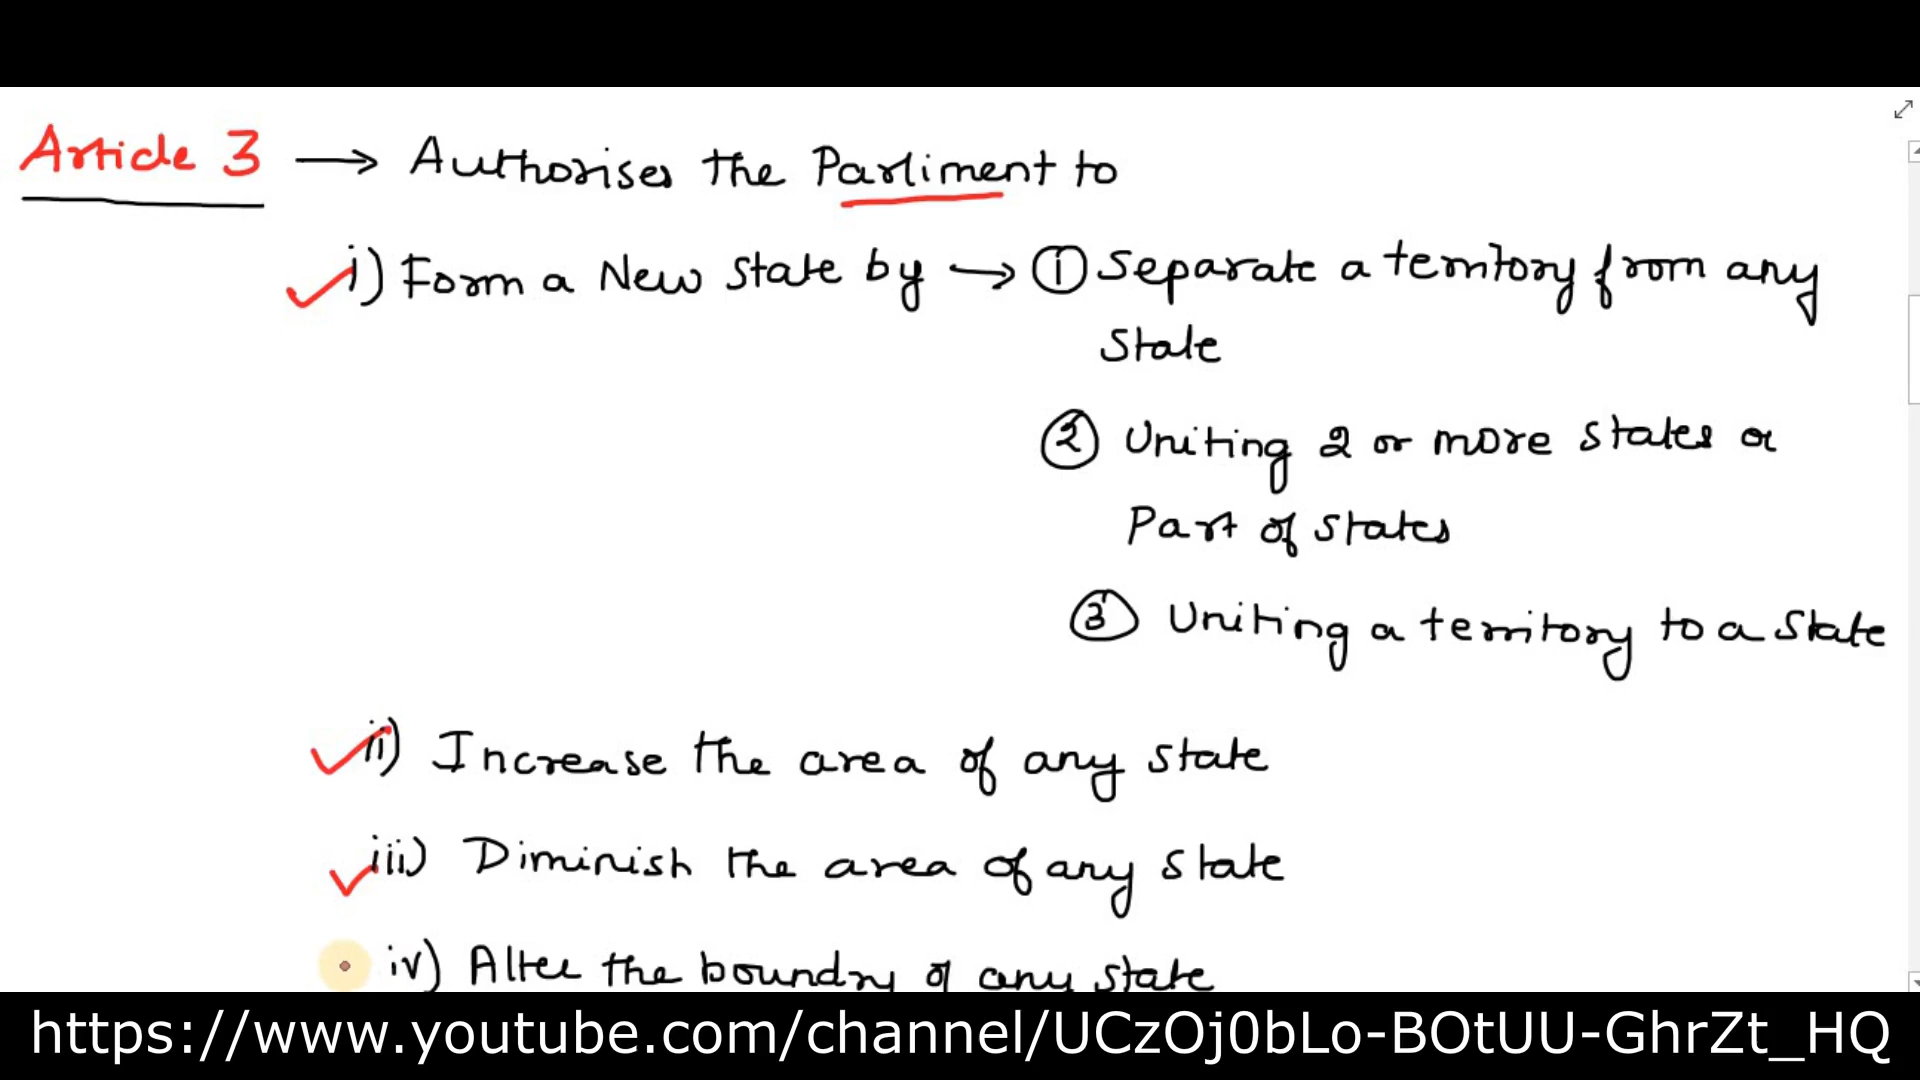 Article 3 → Authorises the Parliment to
i) Form a New State by → ① Separate a territory from any
State
② Uniting 2 or more states or
Part of states
③ Uniting a territory to a State
ii) Increase the area of any state
iii) Diminish the area of any state
iv) Alter the boundry of any state
https://www.youtube.com/channel/UCzOj0bLo-BOtUU-GhrZt_HQ